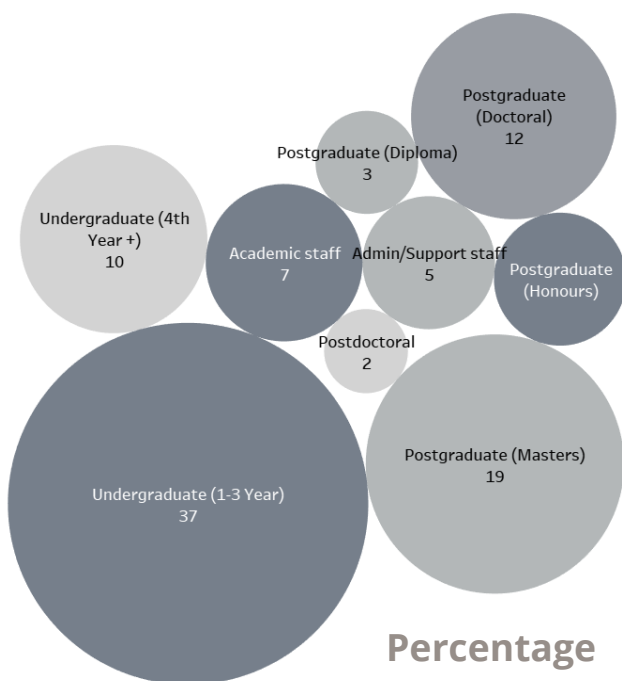 Postgraduate
(Doctoral)
12
Postgraduate (Diploma)
3
Undergraduate (4th
Year +)
10
Academic staff
7
Admin/Support staff
5
Postgraduate
(Honours)
Postdoctoral
2
Postgraduate (Masters)
19
Undergraduate (1-3 Year)
37
Percentage